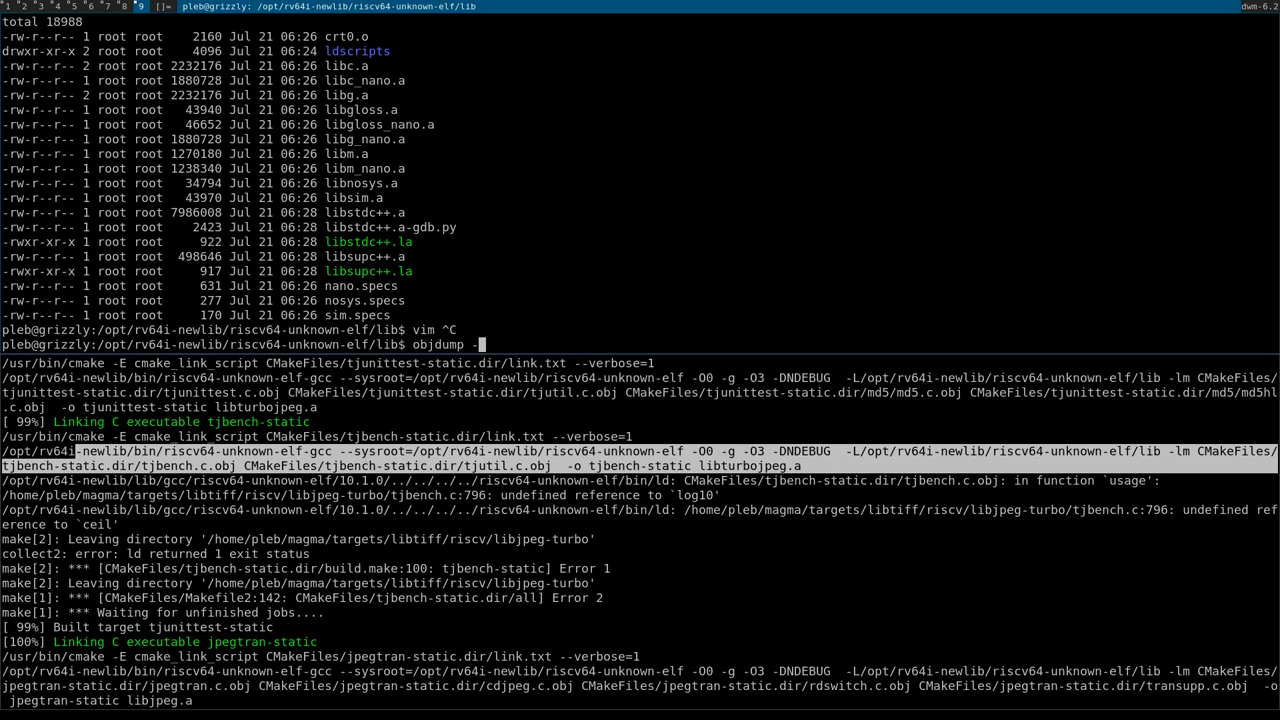 1 2 3 4 5 6 7 8 9 []= pleb@grizzly: /opt/rv64i-newlib/riscv64-unknown-elf/lib dwm-6.2
total 18988
-rw-r--r-- 1 root root    2160 Jul 21 06:26 crt0.o
drwxr-xr-x 2 root root    4096 Jul 21 06:24 ldscripts
-rw-r--r-- 2 root root 2232176 Jul 21 06:26 libc.a
-rw-r--r-- 1 root root 1880728 Jul 21 06:26 libc_nano.a
-rw-r--r-- 2 root root 2232176 Jul 21 06:26 libg.a
-rw-r--r-- 1 root root   43940 Jul 21 06:26 libgloss.a
-rw-r--r-- 1 root root   46652 Jul 21 06:26 libgloss_nano.a
-rw-r--r-- 1 root root 1880728 Jul 21 06:26 libg_nano.a
-rw-r--r-- 1 root root 1270180 Jul 21 06:26 libm.a
-rw-r--r-- 1 root root 1238340 Jul 21 06:26 libm_nano.a
-rw-r--r-- 1 root root   34794 Jul 21 06:26 libnosys.a
-rw-r--r-- 1 root root   43970 Jul 21 06:26 libsim.a
-rw-r--r-- 1 root root 7986008 Jul 21 06:28 libstdc++.a
-rw-r--r-- 1 root root    2423 Jul 21 06:28 libstdc++.a-gdb.py
-rwxr-xr-x 1 root root     922 Jul 21 06:28 libstdc++.la
-rw-r--r-- 1 root root  498646 Jul 21 06:28 libsupc++.a
-rwxr-xr-x 1 root root     917 Jul 21 06:28 libsupc++.la
-rw-r--r-- 1 root root     631 Jul 21 06:26 nano.specs
-rw-r--r-- 1 root root     277 Jul 21 06:26 nosys.specs
-rw-r--r-- 1 root root     170 Jul 21 06:26 sim.specs
pleb@grizzly:/opt/rv64i-newlib/riscv64-unknown-elf/lib$ vim ^C
pleb@grizzly:/opt/rv64i-newlib/riscv64-unknown-elf/lib$ objdump -
/usr/bin/cmake -E cmake_link_script CMakeFiles/tjunittest-static.dir/link.txt --verbose=1
/opt/rv64i-newlib/bin/riscv64-unknown-elf-gcc --sysroot=/opt/rv64i-newlib/riscv64-unknown-elf -O0 -g -O3 -DNDEBUG  -L/opt/rv64i-newlib/riscv64-unknown-elf/lib -lm CMakeFiles/
tjunittest-static.dir/tjunittest.c.obj CMakeFiles/tjunittest-static.dir/tjutil.c.obj CMakeFiles/tjunittest-static.dir/md5/md5.c.obj CMakeFiles/tjunittest-static.dir/md5/md5hl
.c.obj  -o tjunittest-static libturbojpeg.a
[ 99%] Linking C executable tjbench-static
/usr/bin/cmake -E cmake_link_script CMakeFiles/tjbench-static.dir/link.txt --verbose=1
/opt/rv64i-newlib/bin/riscv64-unknown-elf-gcc --sysroot=/opt/rv64i-newlib/riscv64-unknown-elf -O0 -g -O3 -DNDEBUG  -L/opt/rv64i-newlib/riscv64-unknown-elf/lib -lm CMakeFiles/
tjbench-static.dir/tjbench.c.obj CMakeFiles/tjbench-static.dir/tjutil.c.obj  -o tjbench-static libturbojpeg.a
/opt/rv64i-newlib/lib/gcc/riscv64-unknown-elf/10.1.0/../../../../riscv64-unknown-elf/bin/ld: CMakeFiles/tjbench-static.dir/tjbench.c.obj: in function `usage':
/home/pleb/magma/targets/libtiff/riscv/libjpeg-turbo/tjbench.c:796: undefined reference to `log10'
/opt/rv64i-newlib/lib/gcc/riscv64-unknown-elf/10.1.0/../../../../riscv64-unknown-elf/bin/ld: /home/pleb/magma/targets/libtiff/riscv/libjpeg-turbo/tjbench.c:796: undefined ref
erence to `ceil'
make[2]: Leaving directory '/home/pleb/magma/targets/libtiff/riscv/libjpeg-turbo'
collect2: error: ld returned 1 exit status
make[2]: *** [CMakeFiles/tjbench-static.dir/build.make:100: tjbench-static] Error 1
make[2]: Leaving directory '/home/pleb/magma/targets/libtiff/riscv/libjpeg-turbo'
make[1]: *** [CMakeFiles/Makefile2:142: CMakeFiles/tjbench-static.dir/all] Error 2
make[1]: *** Waiting for unfinished jobs....
[ 99%] Built target tjunittest-static
[100%] Linking C executable jpegtran-static
/usr/bin/cmake -E cmake_link_script CMakeFiles/jpegtran-static.dir/link.txt --verbose=1
/opt/rv64i-newlib/bin/riscv64-unknown-elf-gcc --sysroot=/opt/rv64i-newlib/riscv64-unknown-elf -O0 -g -O3 -DNDEBUG  -L/opt/rv64i-newlib/riscv64-unknown-elf/lib -lm CMakeFiles/
jpegtran-static.dir/jpegtran.c.obj CMakeFiles/jpegtran-static.dir/cdjpeg.c.obj CMakeFiles/jpegtran-static.dir/rdswitch.c.obj CMakeFiles/jpegtran-static.dir/transupp.c.obj  -o
 jpegtran-static libjpeg.a